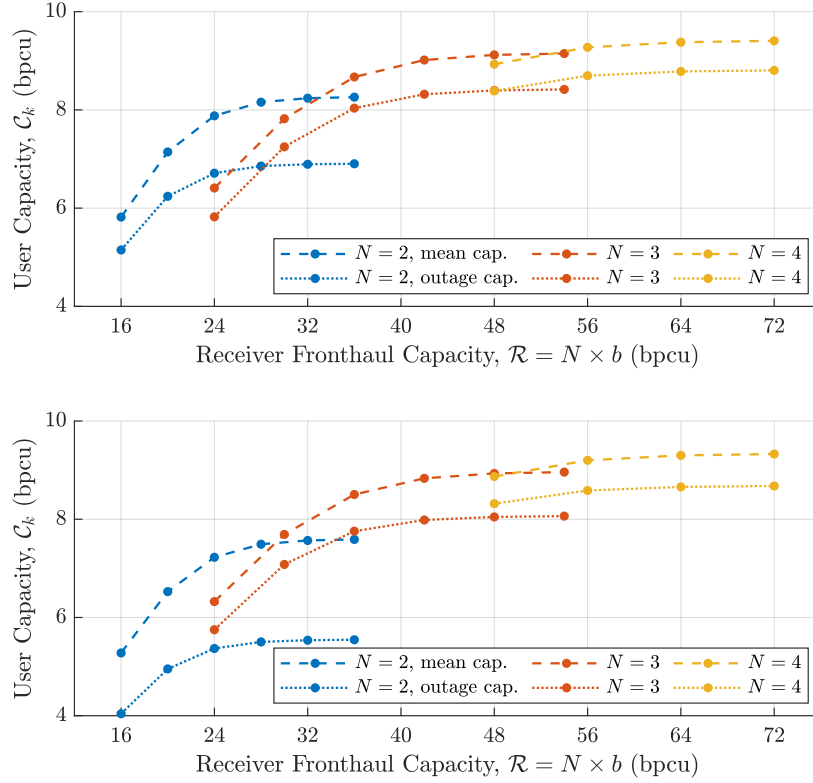 10
8
6
4
User Capacity, 𝒞ₖ (bpcu)
N = 2, mean cap. N = 3 N = 4
N = 2, outage cap. N = 3 N = 4
16 24 32 40 48 56 64 72
Receiver Fronthaul Capacity, ℛ = N × b (bpcu)
10
8
6
4
User Capacity, 𝒞ₖ (bpcu)
N = 2, mean cap. N = 3 N = 4
N = 2, outage cap. N = 3 N = 4
16 24 32 40 48 56 64 72
Receiver Fronthaul Capacity, ℛ = N × b (bpcu)